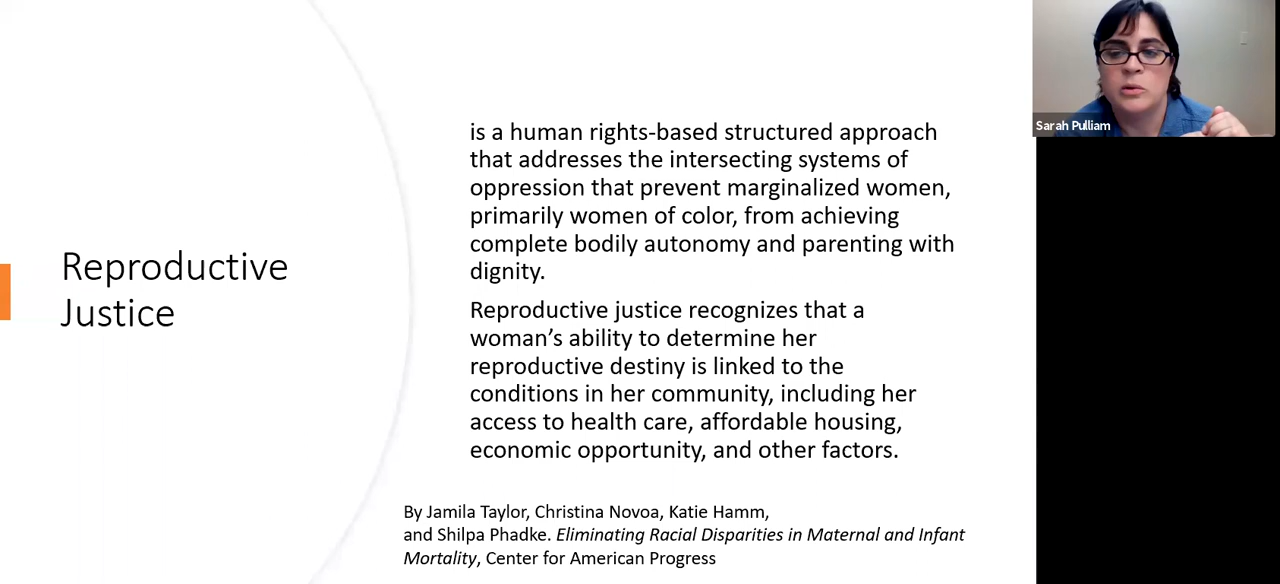 Reproductive
Justice
is a human rights-based structured approach
that addresses the intersecting systems of
oppression that prevent marginalized women,
primarily women of color, from achieving
complete bodily autonomy and parenting with
dignity.
Reproductive justice recognizes that a
woman’s ability to determine her
reproductive destiny is linked to the
conditions in her community, including her
access to health care, affordable housing,
economic opportunity, and other factors.
By Jamila Taylor, Christina Novoa, Katie Hamm,
and Shilpa Phadke. Eliminating Racial Disparities in Maternal and Infant
Mortality, Center for American Progress
Sarah Pulliam